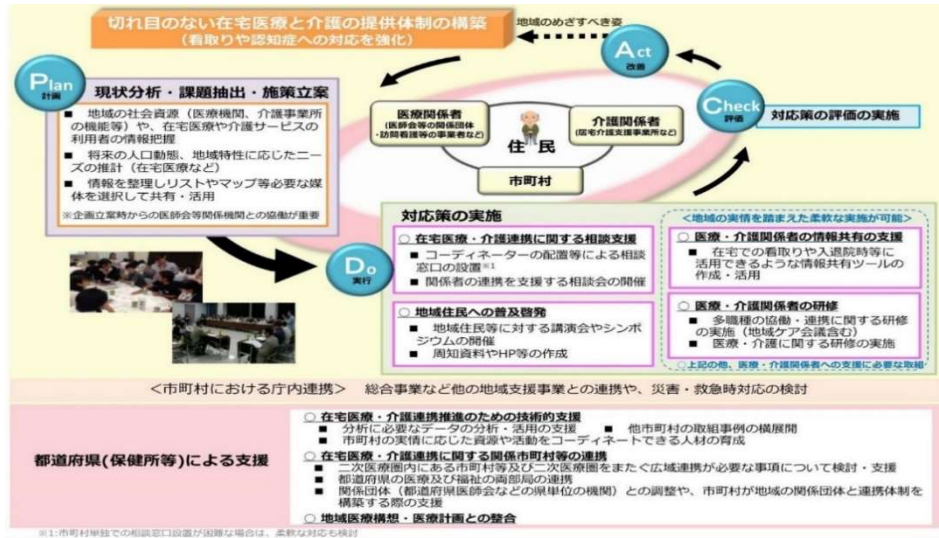 切れ目のない在宅医療と介護の提供体制の構築
(看取りや認知症への対応を強化)
地域のめざすべき姿
Act
改善
Plan
計画
現状分析・課題抽出・施策立案
■ 地域の社会資源（医療機関、介護事業所
の機能等）や、在宅医療や介護サービスの
利用者の情報把握
■ 将来の人口動態、地域特性に応じたニー
ズの推計（在宅医療など）
■ 情報を整理しリストやマップ等必要な媒
体を選択して共有・活用
※企画立案時からの医師会等関係機関との協働が重要
医療関係者
(医師会等の関係団体
・訪問看護等の事業者など)
介護関係者
(居宅介護支援事業所など)
住民
市町村
Check
評価
対応策の評価の実施
Do
実行
対応策の実施
○ 在宅医療・介護連携に関する相談支援
■ コーディネーターの配置等による相談
窓口の設置※1
■ 関係者の連携を支援する相談会の開催
○ 地域住民への普及啓発
■ 地域住民等に対する講演会やシンポ
ジウムの開催
■ 周知資料やHP等の作成
<地域の実情を踏まえた柔軟な実施が可能>
○ 医療・介護関係者の情報共有の支援
■ 在宅での看取りや入退院時等に
活用できるような情報共有ツールの
作成・活用
○ 医療・介護関係者の研修
■ 多職種の協働・連携に関する研修
の実施（地域ケア会議含む）
■ 医療・介護に関する研修の実施
○上記の他、医療・介護関係者への支援に必要な取組
<市町村における庁内連携> 総合事業など他の地域支援事業との連携や、災害・救急時対応の検討
都道府県(保健所等)による支援
○ 在宅医療・介護連携推進のための技術的支援
■ 分析に必要なデータの分析・活用の支援 ■ 他市町村の取組事例の横展開
■ 市町村の実情に応じた資源や活動をコーディネートできる人材の育成
○ 在宅医療・介護連携に関する関係市町村等の連携
■ 二次医療圏内にある市町村等及び二次医療圏をまたぐ広域連携が必要な事項について検討・支援
■ 都道府県の医療及び福祉の両部局の連携
■ 関係団体（都道府県医師会などの県単位の機関）との調整や、市町村が地域の関係団体と連携体制を
構築する際の支援
○ 地域医療構想・医療計画との整合
※1:市町村単独での相談窓口設置が困難な場合は、柔軟な対応も検討